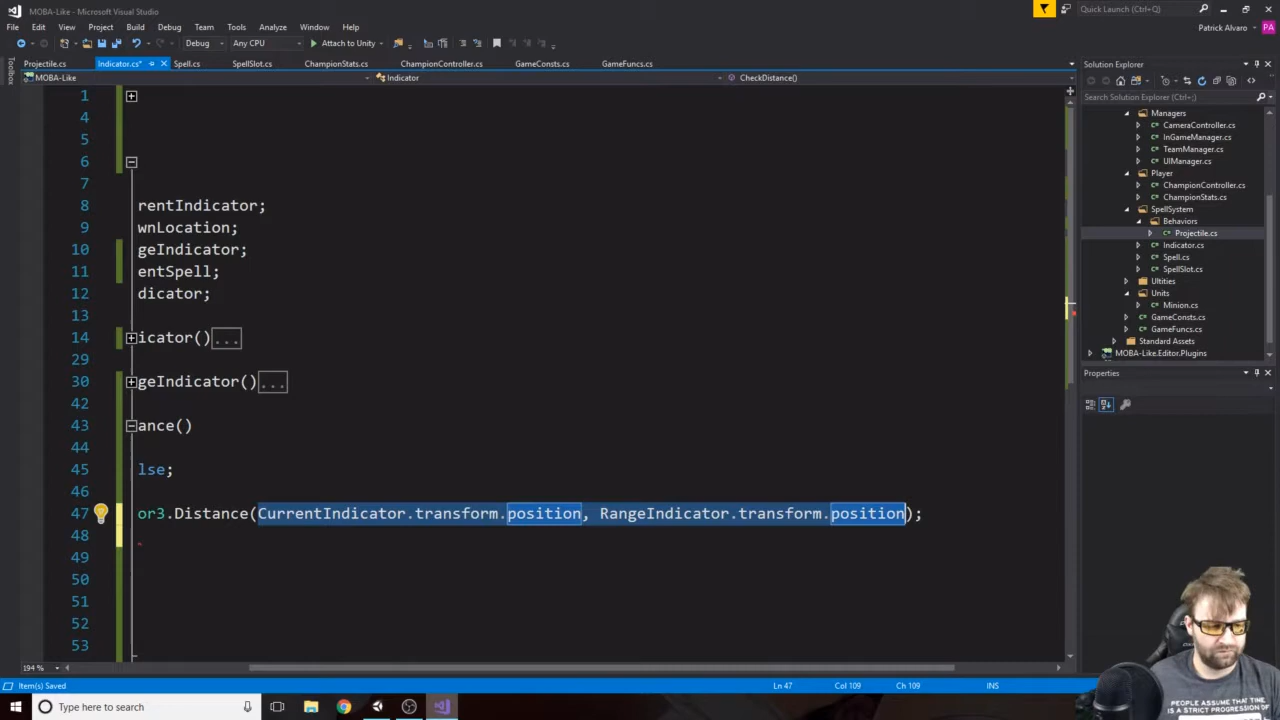 MOBA-Like - Microsoft Visual Studio
Quick Launch (Ctrl+Q)
File Edit View Project Build Debug Team Tools Analyze Window Help
Patrick Alvaro PA
Debug Any CPU Attach to Unity
Toolbox
Projectile.cs Indicator.cs* Spell.cs SpellSlot.cs ChampionStats.cs ChampionController.cs GameConsts.cs GameFuncs.cs
MOBA-Like Indicator CheckDistance()
Solution Explorer
Search Solution Explorer (Ctrl+;)
Managers
CameraController.cs
InGameManager.cs
TeamManager.cs
UIManager.cs
Player
ChampionController.cs
ChampionStats.cs
SpellSystem
Behaviors
Projectile.cs
Indicator.cs
Spell.cs
SpellSlot.cs
Ultities
Units
Minion.cs
GameConsts.cs
GameFuncs.cs
Standard Assets
MOBA-Like.Editor.Plugins
Properties
1
4
5
6
7
8 rentIndicator;
9 wnLocation;
10 geIndicator;
11 entSpell;
12 dicator;
13
14 icator()...
29
30 geIndicator()...
42
43 ance()
44
45 lse;
46
47 or3.Distance(CurrentIndicator.transform.position, RangeIndicator.transform.position);
48
49
50
51
52
53
194 %
Item(s) Saved Ln 47 Col 109 Ch 109 INS
Type here to search
PEOPLE ASSUME THAT TIME
IS A STRICT PROGRESSION OF